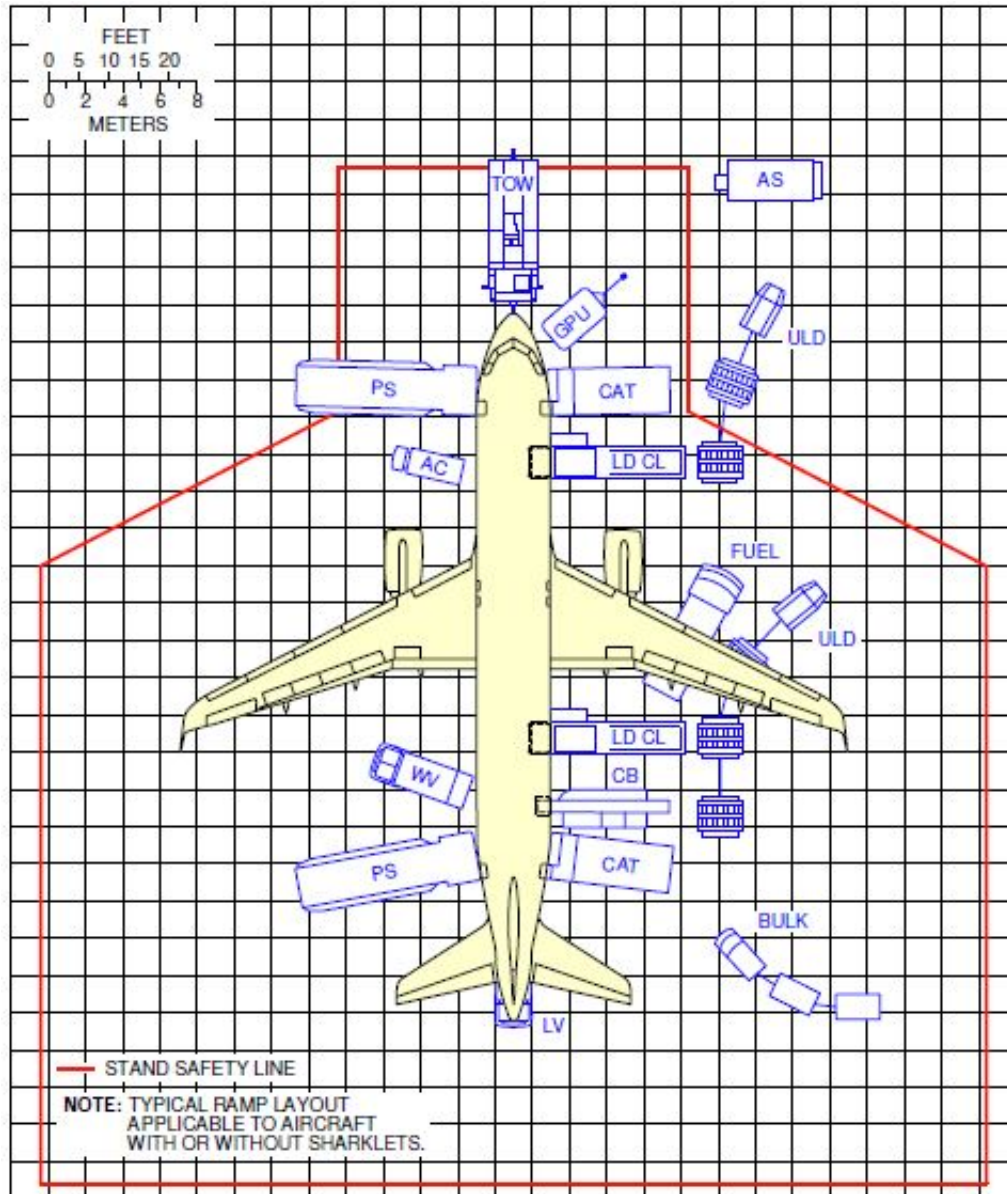 FEET
0 5 10 15 20
0 2 4 6 8
METERS
TOW
AS
GPU
ULD
PS
CAT
AC
LD CL
FUEL
ULD
LD CL
WV
CB
PS
CAT
BULK
LV
STAND SAFETY LINE
NOTE: TYPICAL RAMP LAYOUT
APPLICABLE TO AIRCRAFT
WITH OR WITHOUT SHARKLETS.